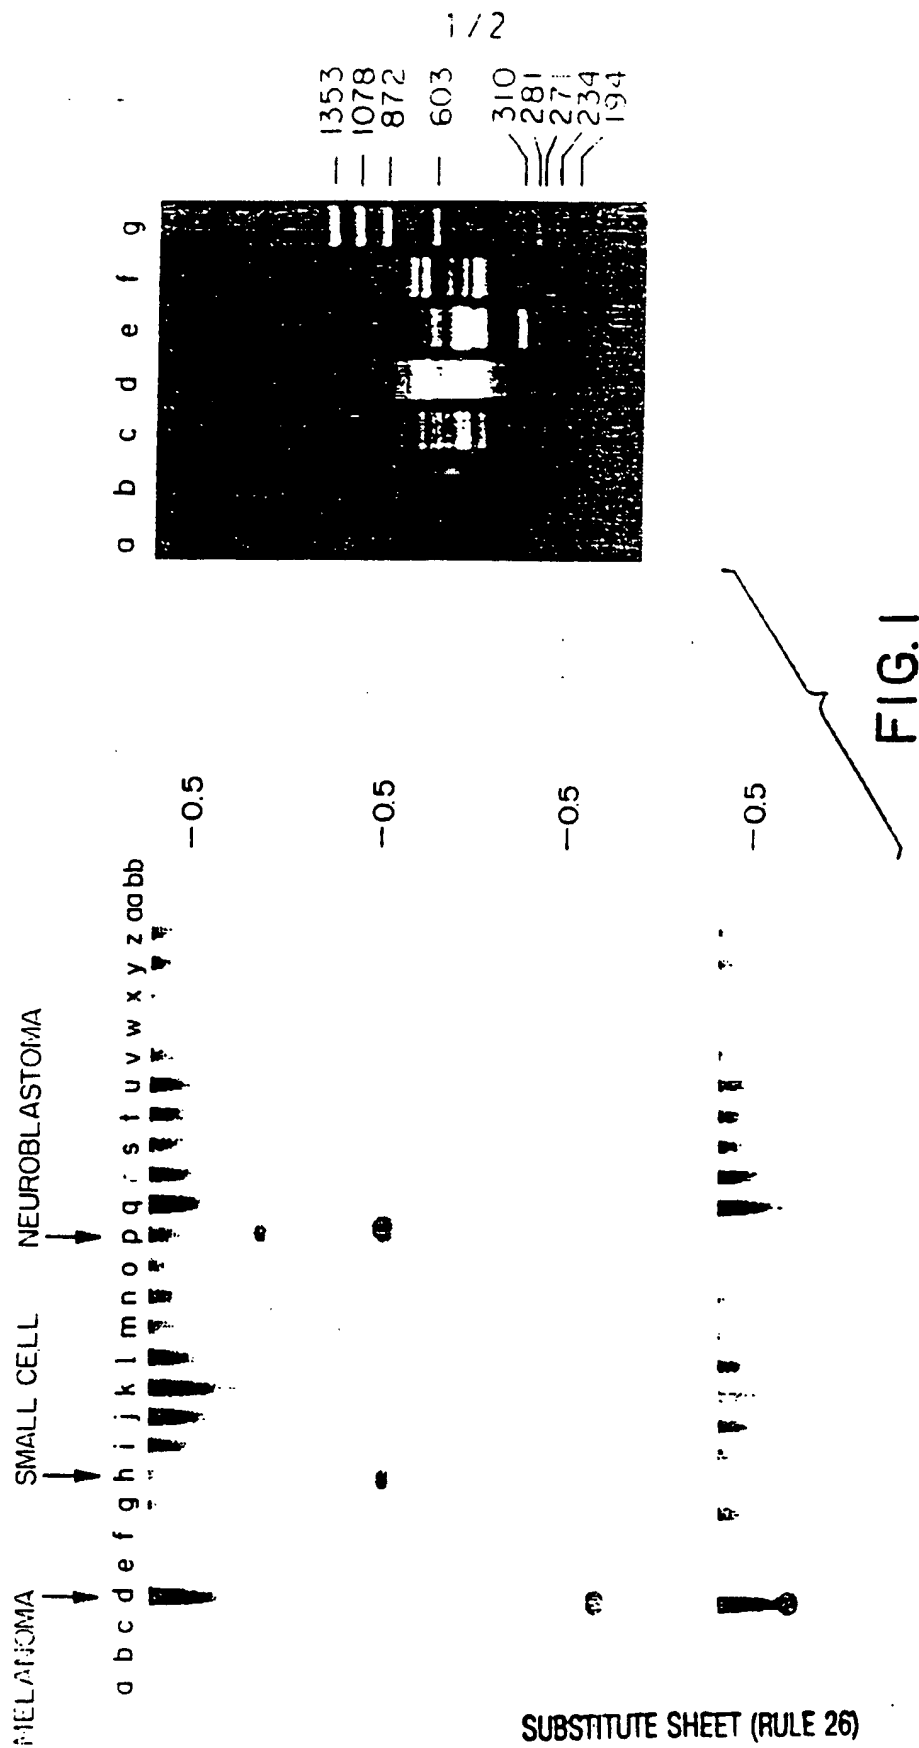 1/2
MELANOMA
SMALL CELL
NEUROBLASTOMA
a b c d e f g h i j k l m n o p q r s t u v w x y z aa bb
-0.5
-0.5
-0.5
-0.5
a b c d e f g
1353
1078
872
603
310
281
271
234
194
FIG. 1
SUBSTITUTE SHEET (RULE 26)